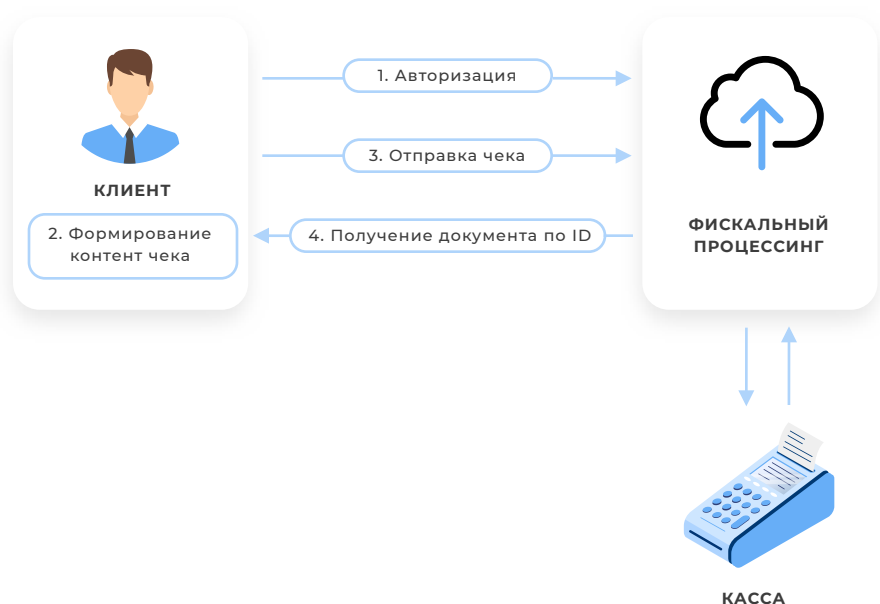 1. Авторизация
3. Отправка чека
КЛИЕНТ
2. Формирование
контент чека
4. Получение документа по ID
ФИСКАЛЬНЫЙ
ПРОЦЕССИНГ
КАССА